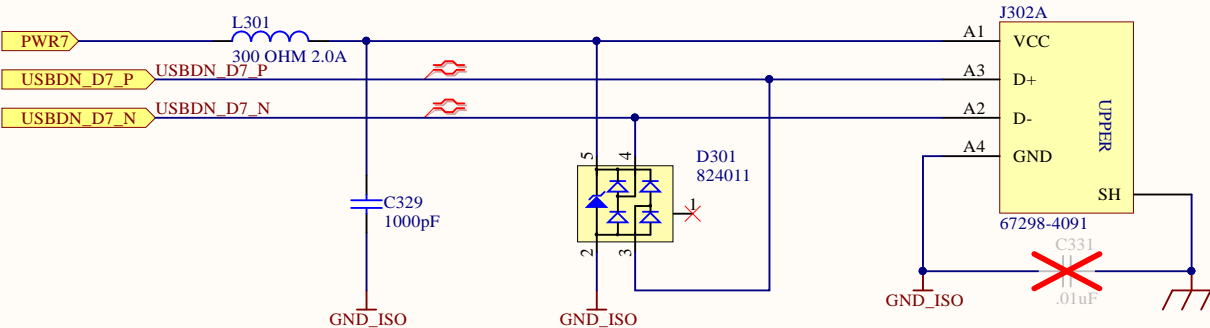 J302A
L301
PWR7
A1
VCC
300 OHM 2.0A
USBDN_D7_P
USBDN_D7_P
A3
D+
USBDN_D7_N
USBDN_D7_N
A2
D-
UPPER
5
4
D301
824011
A4
GND
SH
C329
1000pF
1
2
3
67298-4091
C331
.01uF
GND_ISO
GND_ISO
GND_ISO